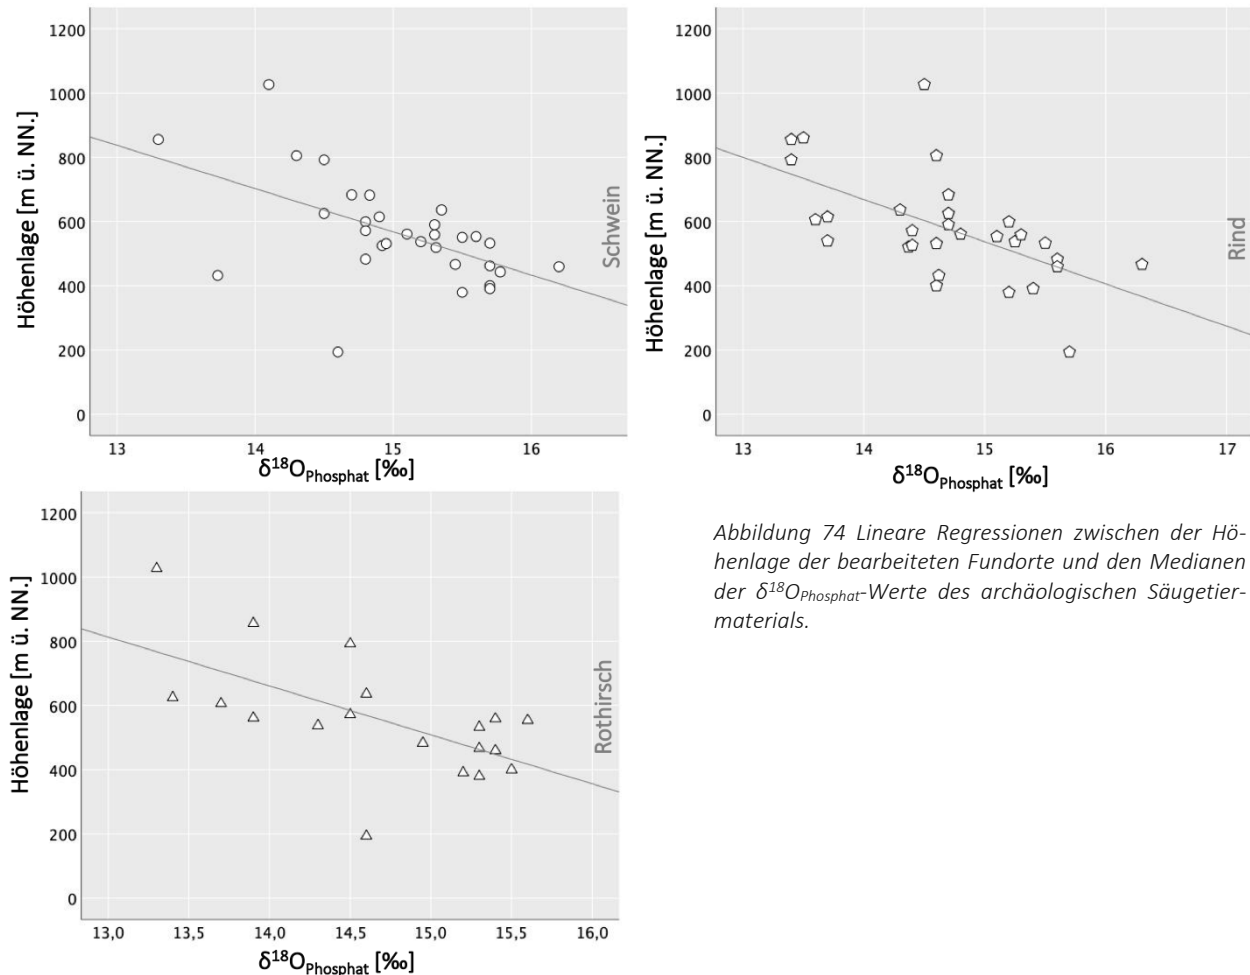 1200
1000
800
600
400
200
0
Höhenlage [m ü. NN.]
Schwein
13 14 15 16
δ¹⁸OPhosphat [‰]
1200
1000
800
600
400
200
0
Höhenlage [m ü. NN.]
Rind
13 14 15 16 17
δ¹⁸OPhosphat [‰]
1200
1000
800
600
400
200
0
Höhenlage [m ü. NN.]
Rothirsch
13,0 13,5 14,0 14,5 15,0 15,5 16,0
δ¹⁸OPhosphat [‰]
Abbildung 74 Lineare Regressionen zwischen der Hö-
henlage der bearbeiteten Fundorte und den Medianen
der δ¹⁸OPhosphat-Werte des archäologischen Säugetier-
materials.